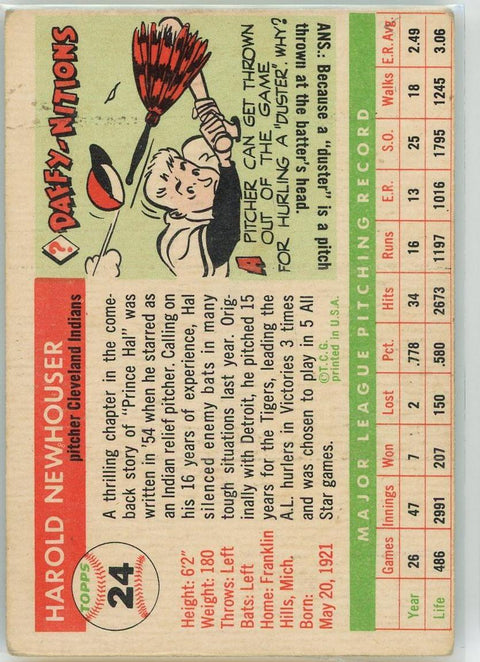 TOPPS
24
HAROLD NEWHOUSER
pitcher Cleveland Indians
Height: 6'2"
Weight: 180
Throws: Left
Bats: Left
Home: Franklin
Hills, Mich.
Born:
May 20, 1921
A thrilling chapter in the come-
back story of "Prince Hal" was
written in '54 when he starred as
an Indian relief pitcher. Calling on
his 16 years of experience, Hal
silenced enemy bats in many
tough situations last year. Orig-
inally with Detroit, he pitched 15
years for the Tigers, leading the
A.L. hurlers in Victories 3 times
and was chosen to play in 5 All
Star games.
©T.C.G.
printed in U.S.A.
? DAFFY-NITIONS
A PITCHER CAN GET THROWN
OUT OF THE GAME
FOR HURLING A "DUSTER". WHY?
ANS.: Because a "duster" is a pitch
thrown at the batter's head.
MAJOR LEAGUE PITCHING RECORD
Games Innings Won Lost Pct. Hits Runs E.R. S.O. Walks E.R.Avg.
Year 26 47 7 2 .778 34 16 13 25 18 2.49
Life 486 2991 207 150 .580 2673 1197 1016 1795 1245 3.06